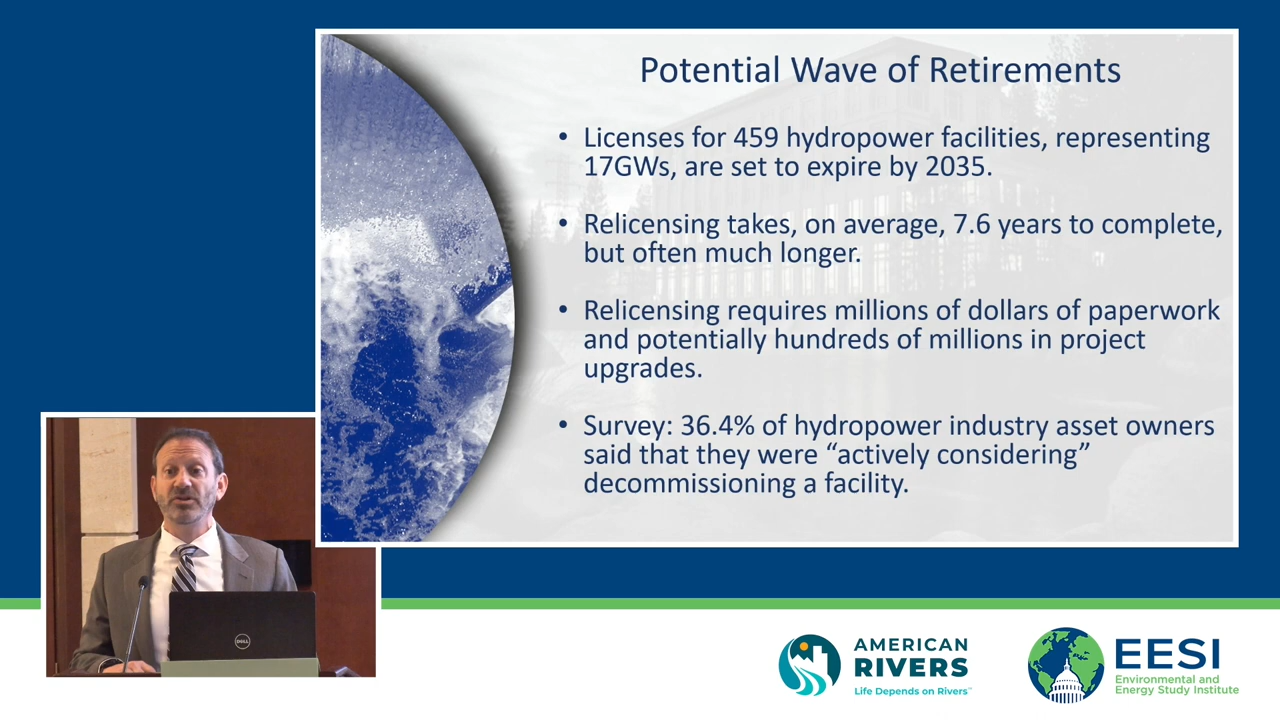 Potential Wave of Retirements
• Licenses for 459 hydropower facilities, representing
17GWs, are set to expire by 2035.
• Relicensing takes, on average, 7.6 years to complete,
but often much longer.
• Relicensing requires millions of dollars of paperwork
and potentially hundreds of millions in project
upgrades.
• Survey: 36.4% of hydropower industry asset owners
said that they were “actively considering”
decommissioning a facility.
DELL
AMERICAN
RIVERS
Life Depends on Rivers™
EESI
Environmental and
Energy Study Institute